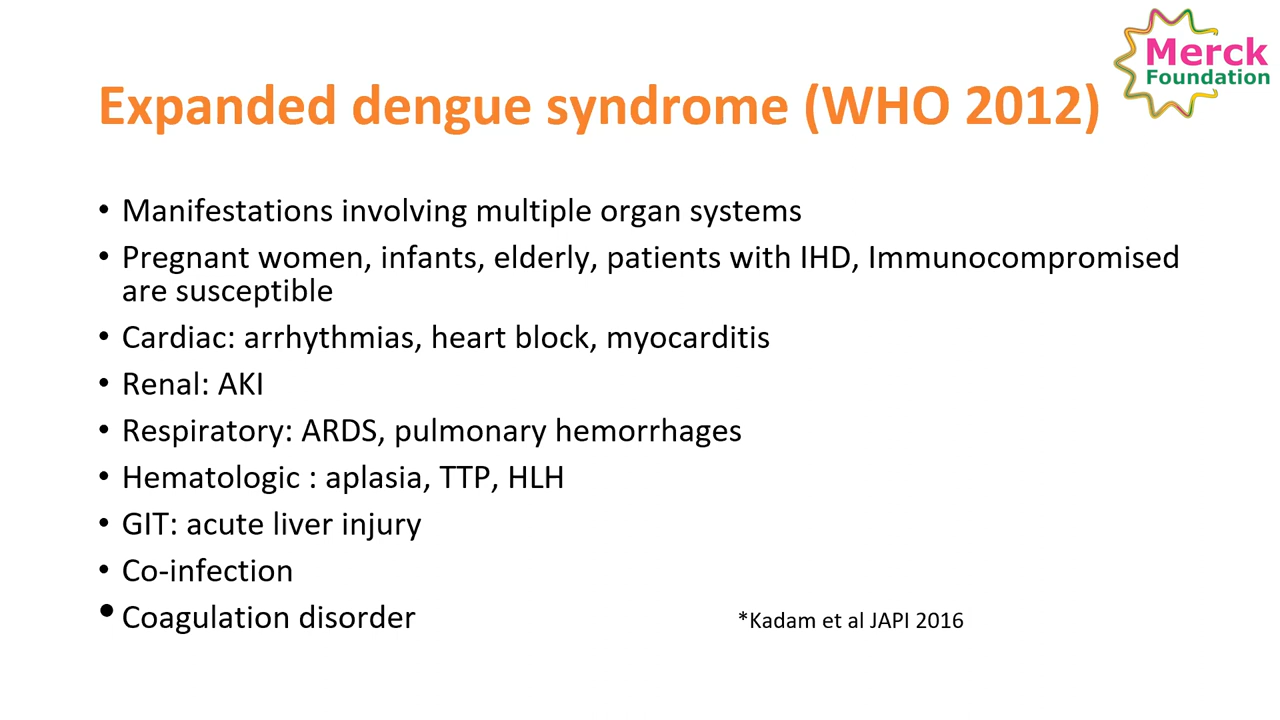 Merck
Foundation
Expanded dengue syndrome (WHO 2012)
• Manifestations involving multiple organ systems
• Pregnant women, infants, elderly, patients with IHD, Immunocompromised
are susceptible
• Cardiac: arrhythmias, heart block, myocarditis
• Renal: AKI
• Respiratory: ARDS, pulmonary hemorrhages
• Hematologic : aplasia, TTP, HLH
• GIT: acute liver injury
• Co-infection
• Coagulation disorder
*Kadam et al JAPI 2016